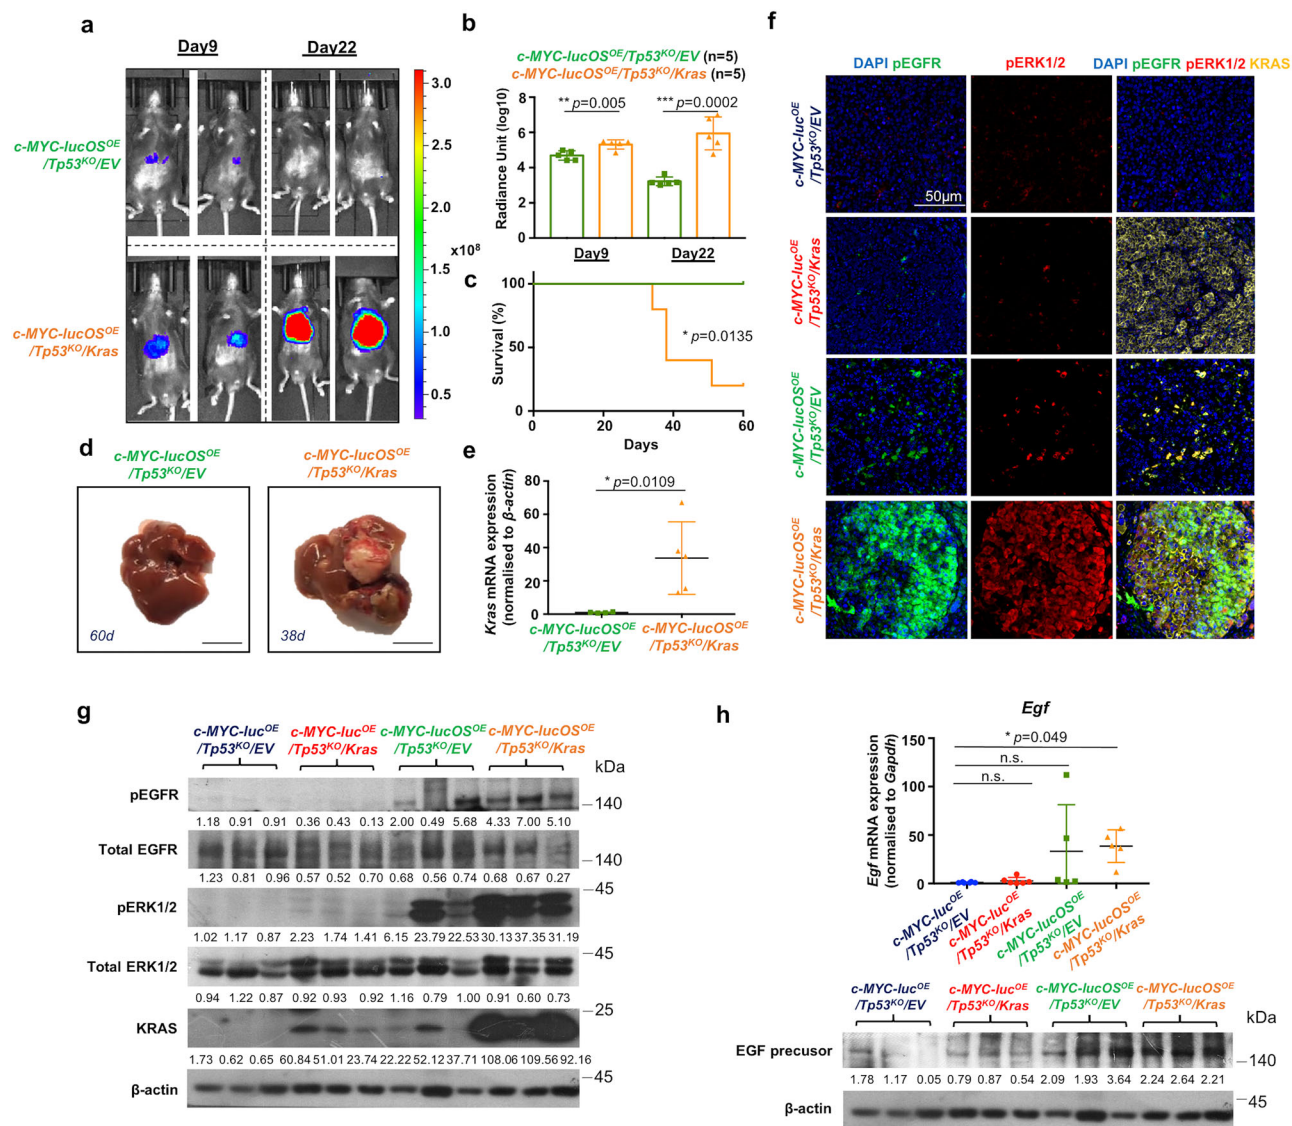 a
Day9
Day22
c-MYC-lucOS^OE
/Tp53^KO/EV
c-MYC-lucOS^OE
/Tp53^KO/Kras
3.0
2.0
1.5
x10^8
1.0
0.5
b
c-MYC-lucOS^OE/Tp53^KO/EV (n=5)
c-MYC-lucOS^OE/Tp53^KO/Kras (n=5)
Radiance Unit (log10)
8
6
4
2
0
** p=0.005
*** p=0.0002
Day9
Day22
c
Survival (%)
100
50
0
* p=0.0135
0
20
40
60
Days
d
c-MYC-lucOS^OE
/Tp53^KO/EV
c-MYC-lucOS^OE
/Tp53^KO/Kras
60d
38d
e
Kras mRNA expression
(normalised to β-actin)
80
60
40
20
0
* p=0.0109
c-MYC-lucOS^OE
/Tp53^KO/EV
c-MYC-lucOS^OE
/Tp53^KO/Kras
f
DAPI pEGFR
pERK1/2
DAPI pEGFR pERK1/2 KRAS
c-MYC-luc^OE
/Tp53^KO/EV
50μm
c-MYC-luc^OE
/Tp53^KO/Kras
c-MYC-lucOS^OE
/Tp53^KO/EV
c-MYC-lucOS^OE
/Tp53^KO/Kras
g
c-MYC-luc^OE
/Tp53^KO/EV
c-MYC-luc^OE
/Tp53^KO/Kras
c-MYC-lucOS^OE
/Tp53^KO/EV
c-MYC-lucOS^OE
/Tp53^KO/Kras
kDa
pEGFR
140
1.18 0.91 0.91 0.36 0.43 0.13 2.00 0.49 5.68 4.33 7.00 5.10
Total EGFR
140
1.23 0.81 0.96 0.57 0.52 0.70 0.68 0.56 0.74 0.68 0.67 0.27
pERK1/2
45
1.02 1.17 0.87 2.23 1.74 1.41 6.15 23.79 22.53 30.13 37.35 31.19
Total ERK1/2
45
0.94 1.22 0.87 0.92 0.93 0.92 1.16 0.79 1.00 0.91 0.60 0.73
KRAS
25
1.73 0.62 0.65 60.84 51.01 23.74 22.22 52.12 37.71 108.06 109.56 92.16
β-actin
45
h
Egf
Egf mRNA expression
(normalised to Gapdh)
150
100
50
0
* p=0.049
n.s.
n.s.
c-MYC-luc^OE
/Tp53^KO/EV
c-MYC-luc^OE
/Tp53^KO/Kras
c-MYC-lucOS^OE
/Tp53^KO/EV
c-MYC-lucOS^OE
/Tp53^KO/Kras
c-MYC-luc^OE
/Tp53^KO/EV
c-MYC-luc^OE
/Tp53^KO/Kras
c-MYC-lucOS^OE
/Tp53^KO/EV
c-MYC-lucOS^OE
/Tp53^KO/Kras
kDa
EGF precusor
140
1.78 1.17 0.05 0.79 0.87 0.54 2.09 1.93 3.64 2.24 2.64 2.21
β-actin
45